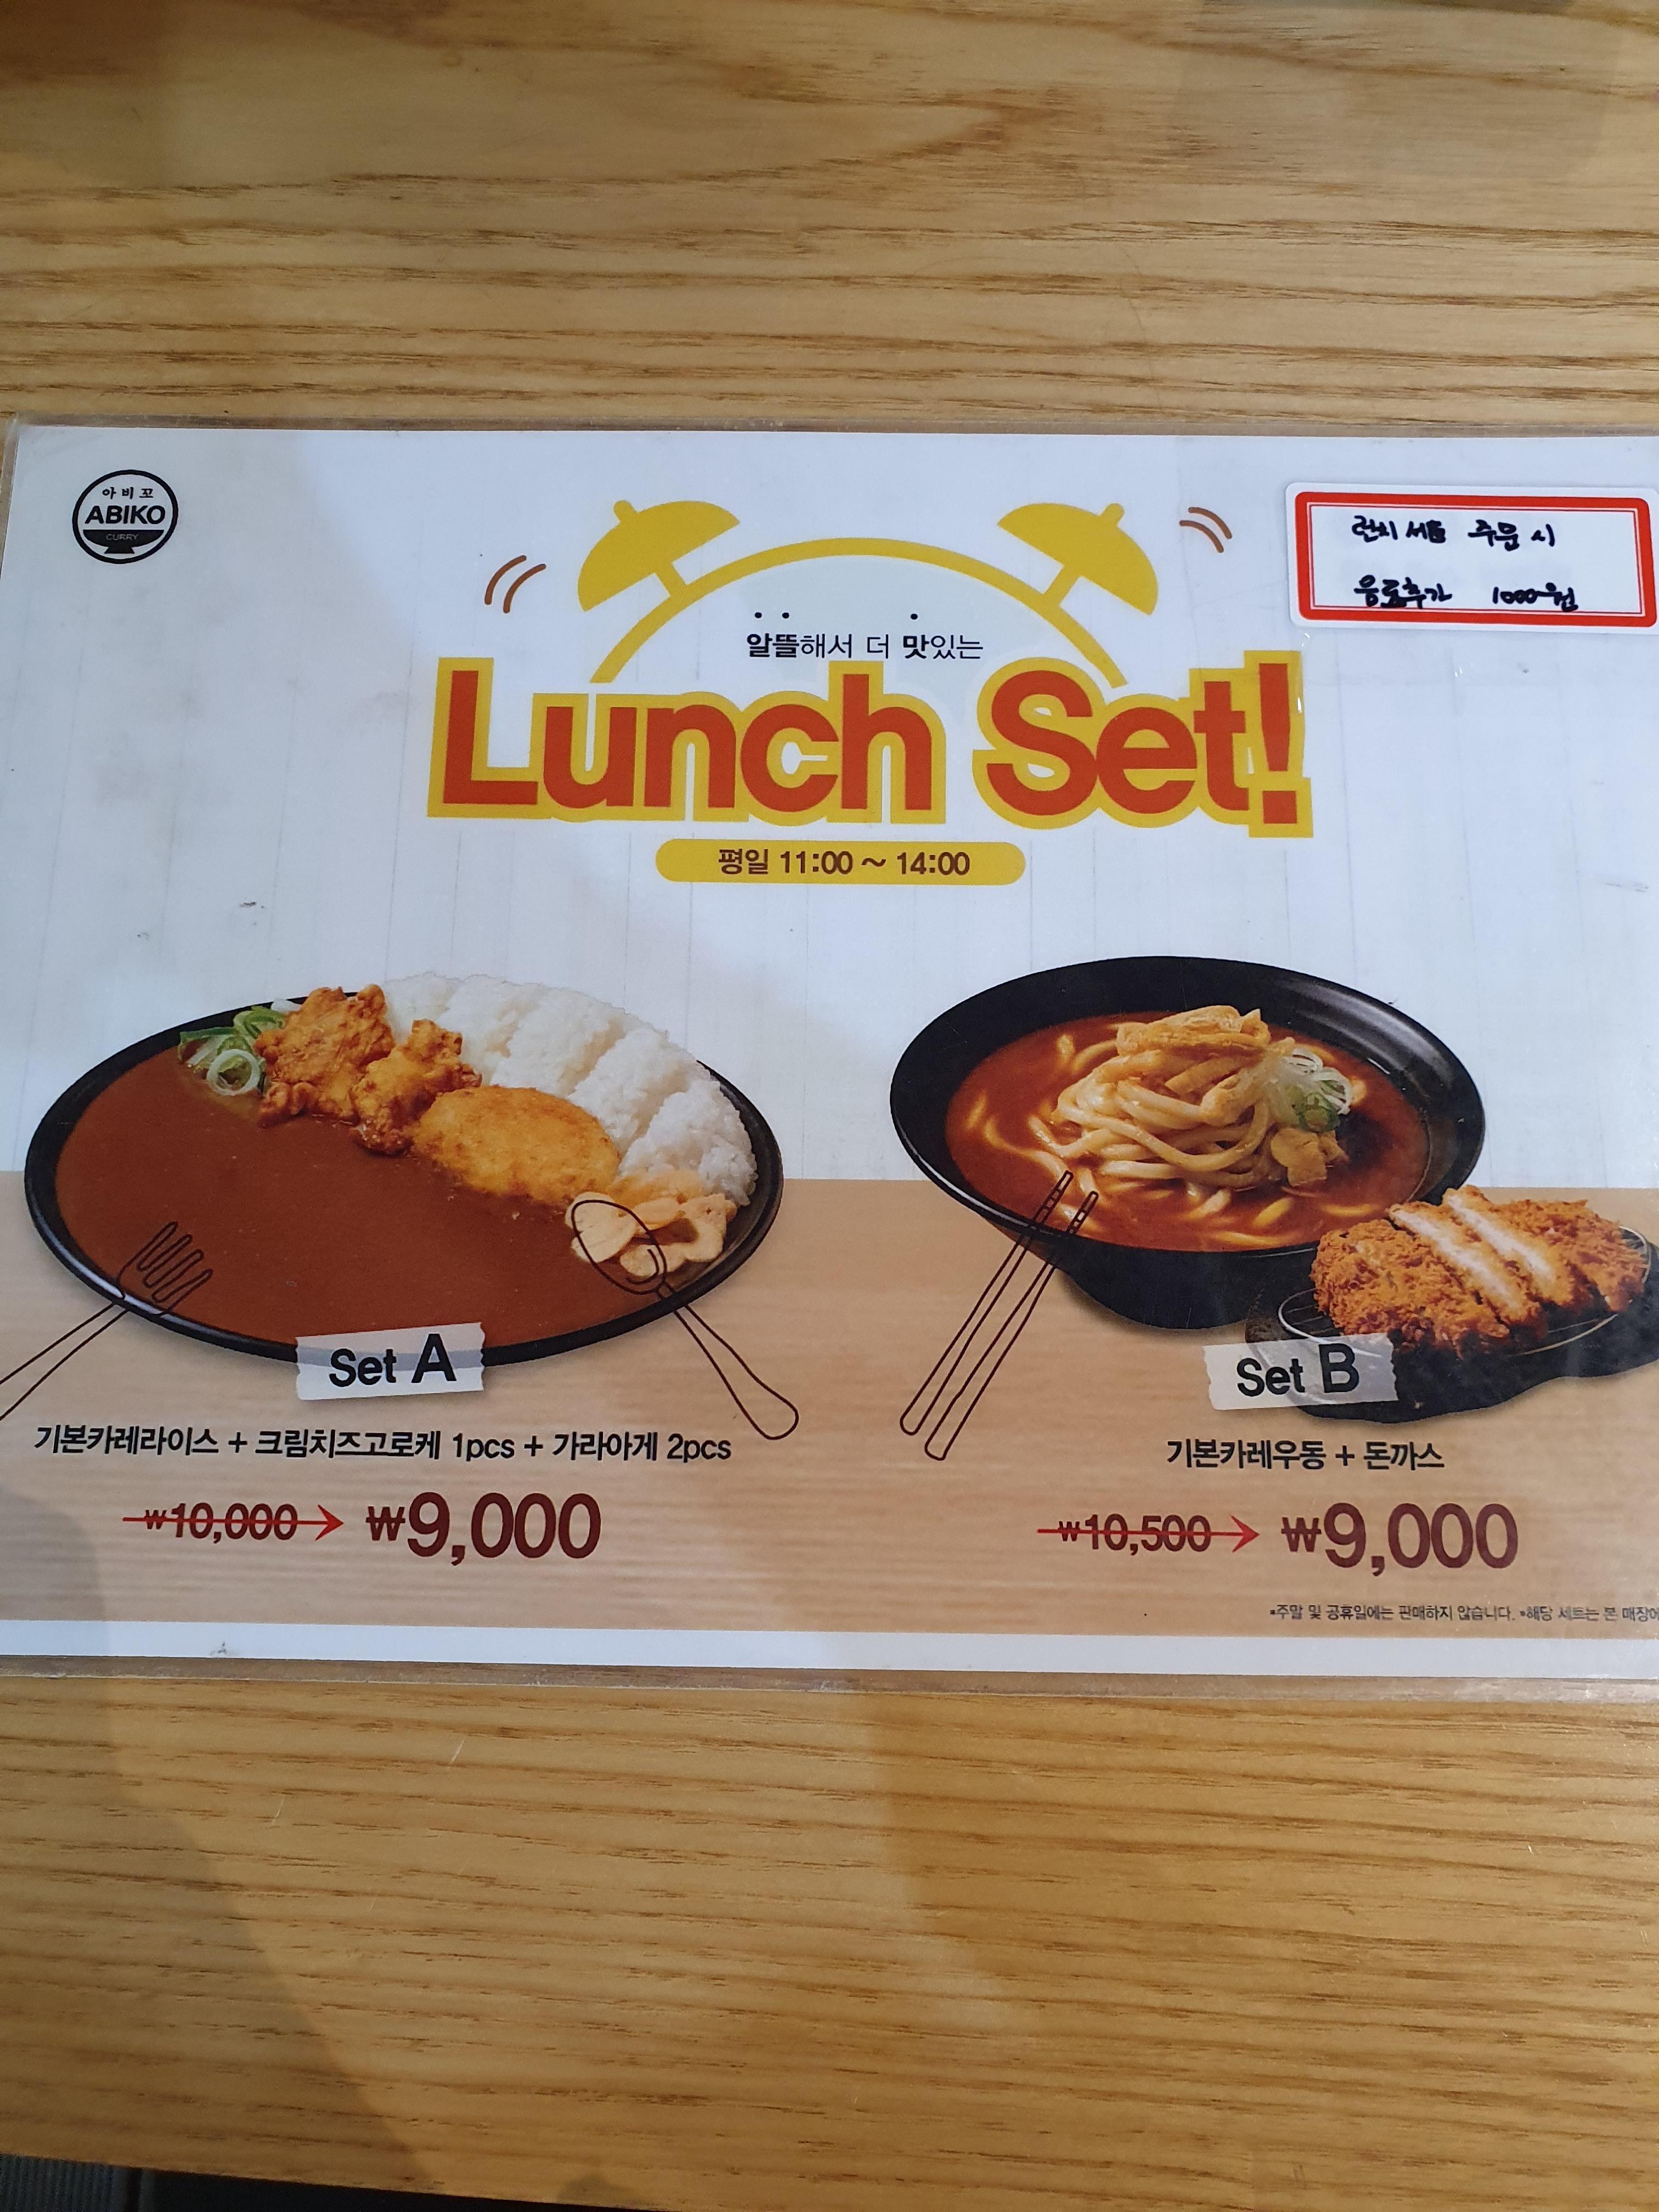 아비꼬
ABIKO
CURRY
런치 세트 주문 시
음료추가 1000원
알뜰해서 더 맛있는
Lunch Set!
평일 11:00 ~ 14:00
Set A
기본카레라이스 + 크림치즈고로케 1pcs + 가라아게 2pcs
₩10,000 → ₩9,000
Set B
기본카레우동 + 돈까스
₩10,500 → ₩9,000
*주말 및 공휴일에는 판매하지 않습니다. *해당 세트는 본 매장에